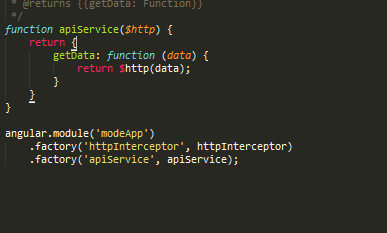 * @returns {{getData: Function}}
*/
function apiService($http) {
return {
getData: function (data) {
return $http(data);
}
}
}
angular.module('modeApp')
.factory('httpInterceptor', httpInterceptor)
.factory('apiService', apiService);